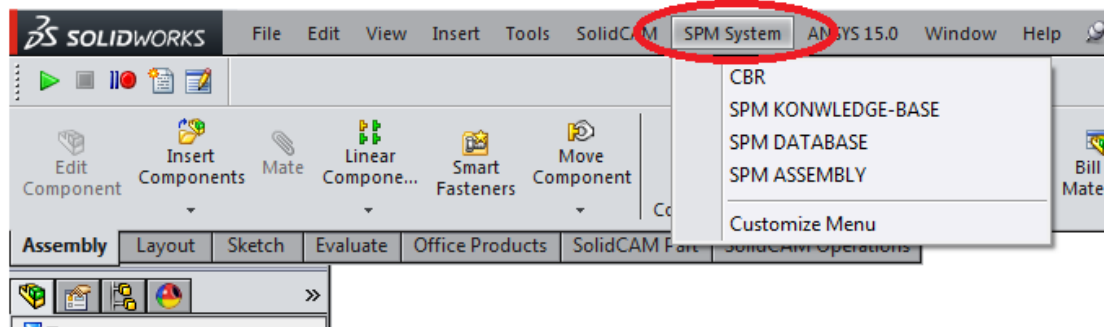 SOLIDWORKS File Edit View Insert Tools SolidCAM SPM System ANSYS 15.0 Window Help
CBR
SPM KONWLEDGE-BASE
SPM DATABASE
SPM ASSEMBLY
Customize Menu
Edit
Component
Insert
Components
Mate
Linear
Compone...
Smart
Fasteners
Move
Component
Bill
Mate
Assembly Layout Sketch Evaluate Office Products SolidCAM Part SolidCAM Operations
»